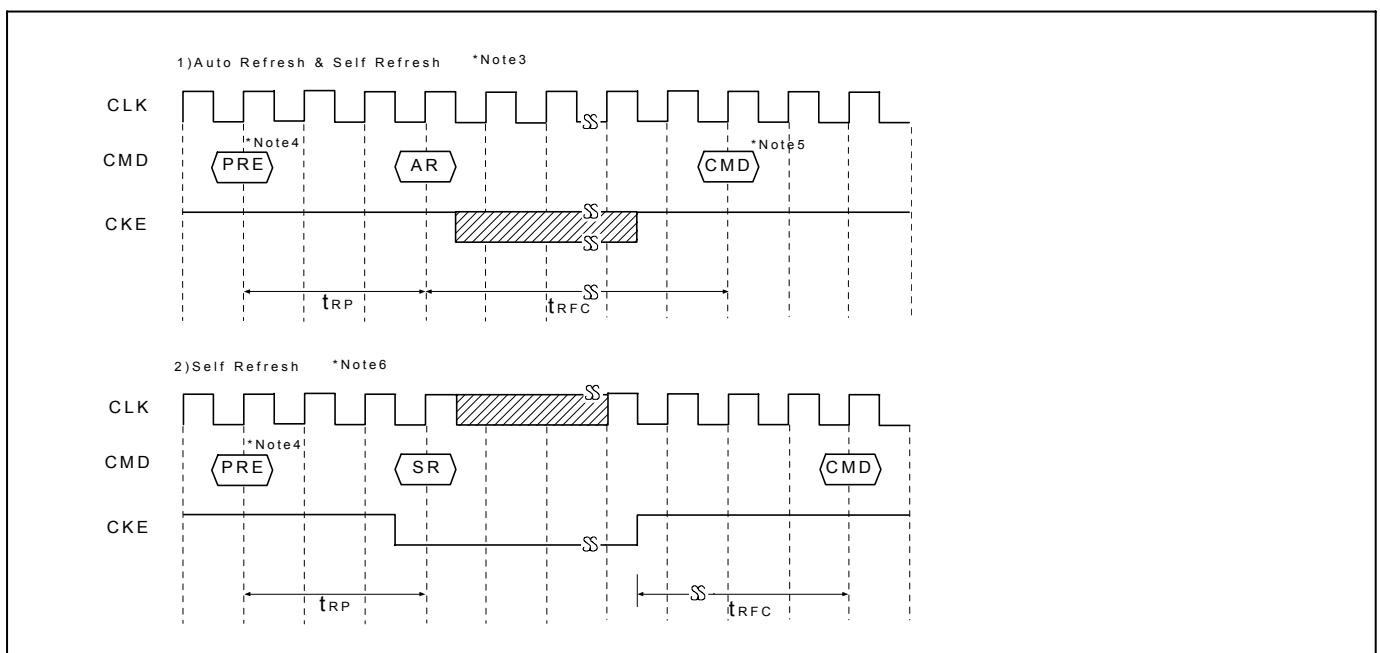 1)Auto Refresh & Self Refresh *Note3
CLK
*Note4
*Note5
CMD PRE AR CMD
CKE
tRP tRFC
2)Self Refresh *Note6
CLK
*Note4
CMD PRE SR CMD
CKE
tRP tRFC